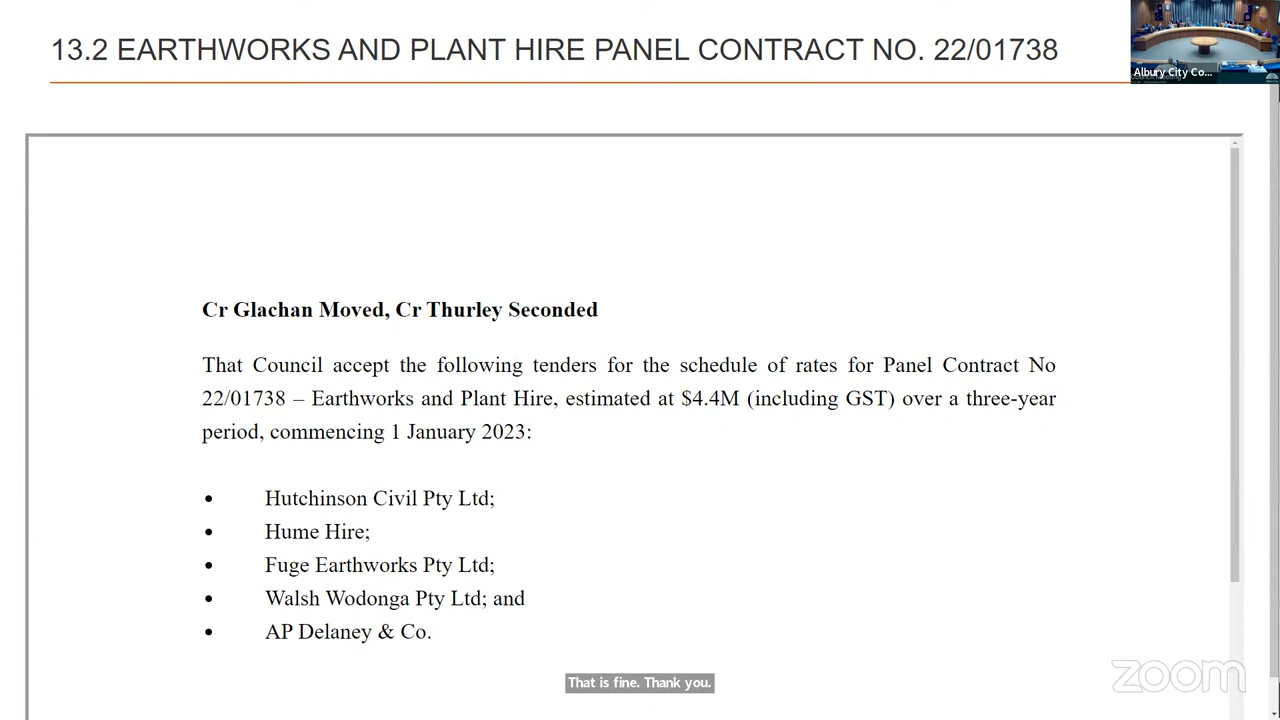 13.2 EARTHWORKS AND PLANT HIRE PANEL CONTRACT NO. 22/01738
Albury City Co...
Cr Glachan Moved, Cr Thurley Seconded
That Council accept the following tenders for the schedule of rates for Panel Contract No
22/01738 – Earthworks and Plant Hire, estimated at $4.4M (including GST) over a three-year
period, commencing 1 January 2023:
• Hutchinson Civil Pty Ltd;
• Hume Hire;
• Fuge Earthworks Pty Ltd;
• Walsh Wodonga Pty Ltd; and
• AP Delaney & Co.
That is fine. Thank you.
zoom